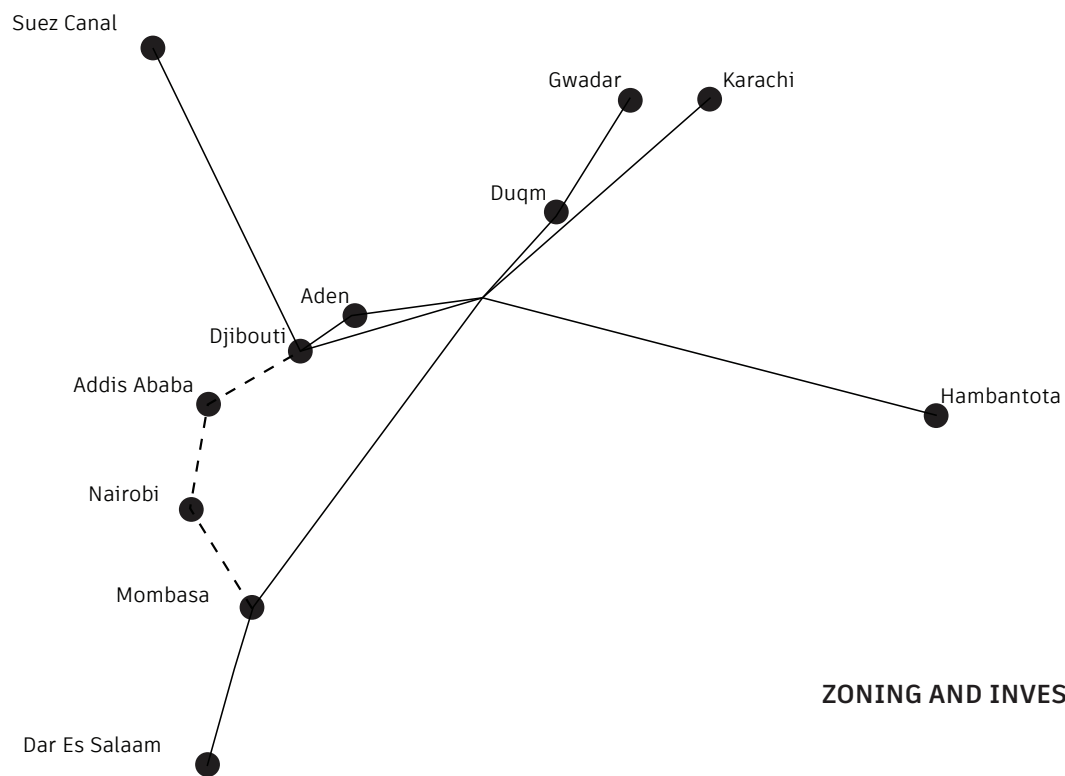 Suez Canal
Gwadar
Karachi
Duqm
Aden
Djibouti
Addis Ababa
Hambantota
Nairobi
Mombasa
ZONING AND INVES
Dar Es Salaam